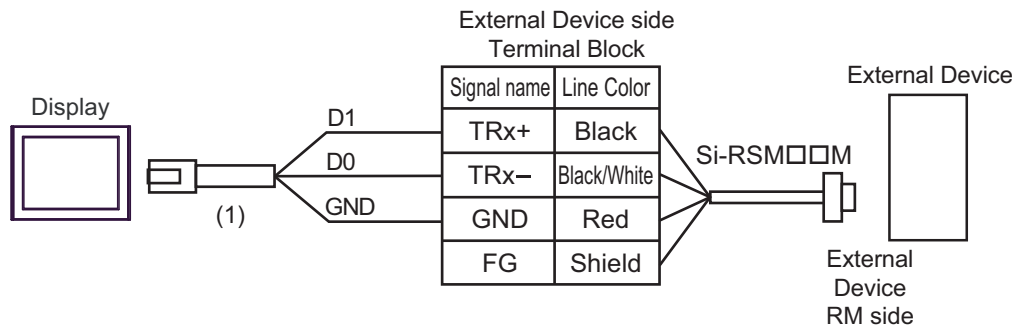 External Device side
Terminal Block
Signal name Line Color
External Device
Display
D1
TRx+ Black
D0
TRx− Black/White
Si-RSM□□M
GND
GND Red
(1)
FG Shield
External
Device
RM side